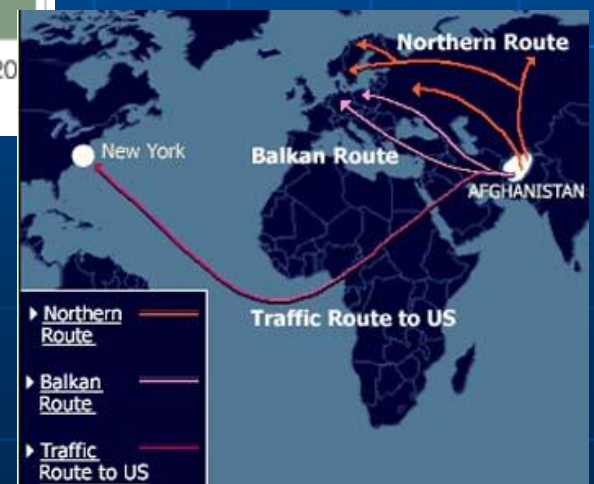 20
Northern Route
New York
Balkan Route
AFGHANISTAN
Traffic Route to US
Northern
Route
Balkan
Route
Traffic
Route to US